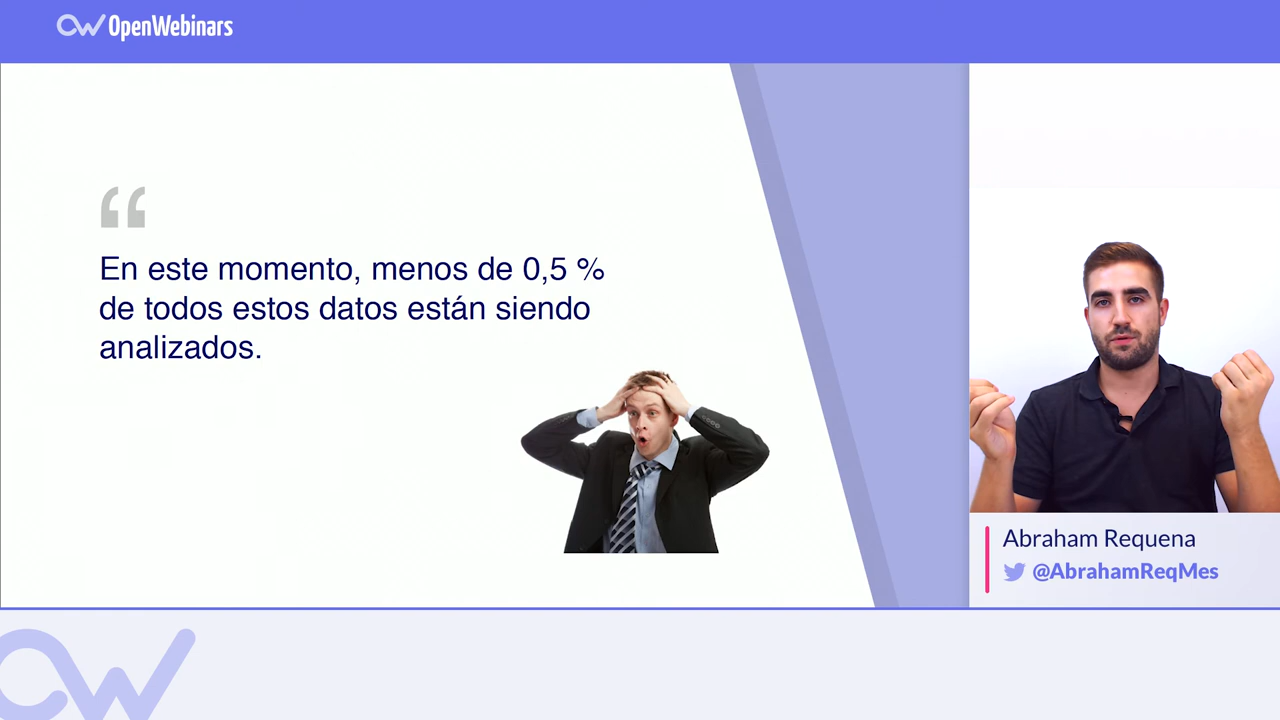 OpenWebinars
“
En este momento, menos de 0,5 %
de todos estos datos están siendo
analizados.
Abraham Requena
@AbrahamReqMes